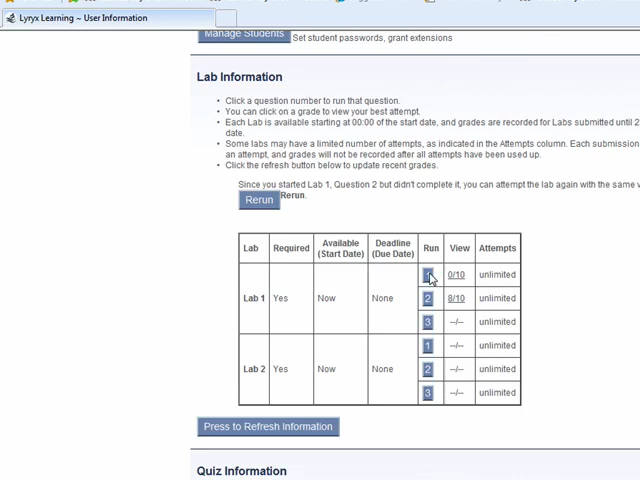 Lyryx Learning ~ User Information
Manage Students Set student passwords, grant extensions
Lab Information
• Click a question number to run that question.
• You can click on a grade to view your best attempt.
• Each Lab is available starting at 00:00 of the start date, and grades are recorded for Labs submitted until 2
date.
• Some labs may have a limited number of attempts, as indicated in the Attempts column. Each submission
an attempt, and grades will not be recorded after all attempts have been used up.
• Click the refresh button below to update recent grades.
Since you started Lab 1, Question 2 but didn't complete it, you can attempt the lab again with the same v
Rerun Rerun.
Lab Required Available (Start Date) Deadline (Due Date) Run View Attempts
Lab 1 Yes Now None 1 0/10 unlimited
2 8/10 unlimited
3 --/-- unlimited
Lab 2 Yes Now None 1 --/-- unlimited
2 --/-- unlimited
3 --/-- unlimited
Press to Refresh Information
Quiz Information